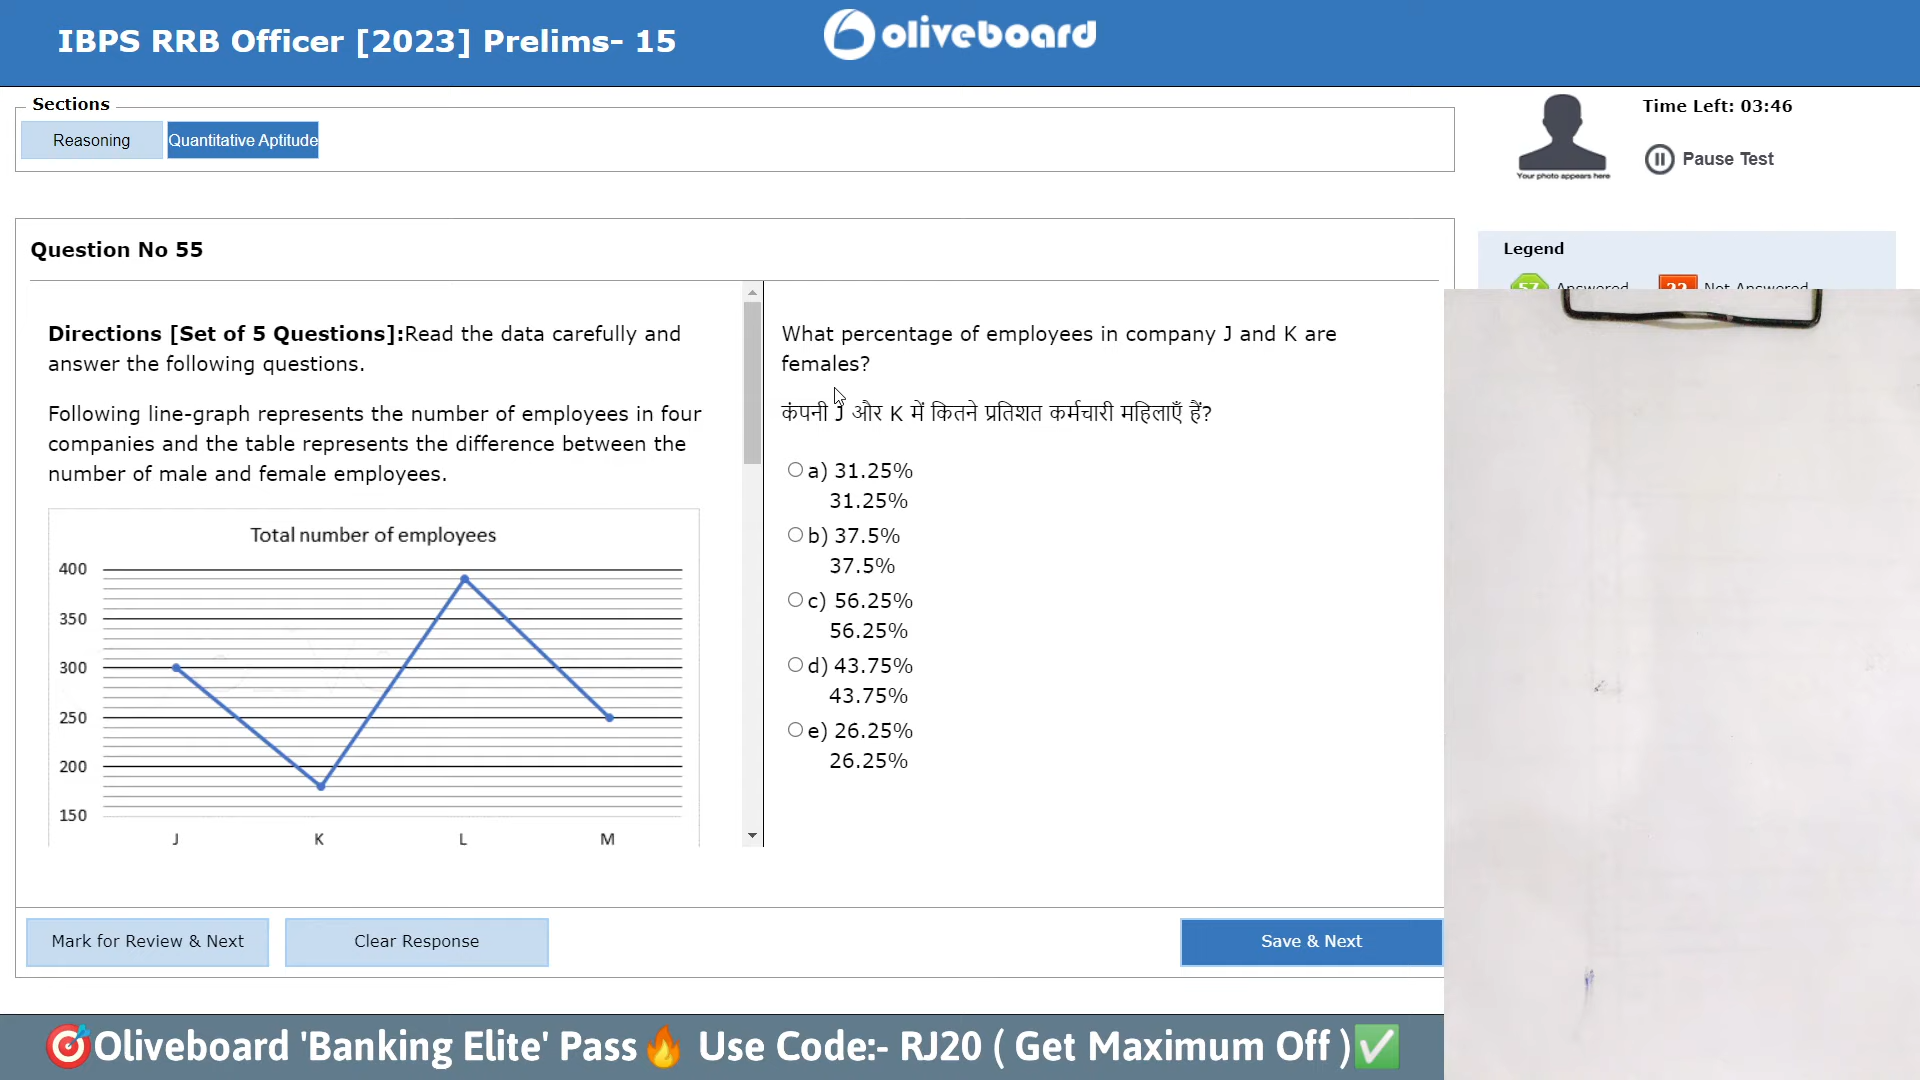 IBPS RRB Officer [2023] Prelims- 15
oliveboard
Sections
Reasoning
Quantitative Aptitude
Your photo appears here
Time Left: 03:46
Pause Test
Question No 55
Legend
57 Answered
23 Not Answered
Directions [Set of 5 Questions]:Read the data carefully and
answer the following questions.
Following line-graph represents the number of employees in four
companies and the table represents the difference between the
number of male and female employees.
Total number of employees
400
350
300
250
200
150
J K L M
What percentage of employees in company J and K are
females?
कंपनी J और K में कितने प्रतिशत कर्मचारी महिलाएँ हैं?
a) 31.25%
31.25%
b) 37.5%
37.5%
c) 56.25%
56.25%
d) 43.75%
43.75%
e) 26.25%
26.25%
Mark for Review & Next
Clear Response
Save & Next
Oliveboard 'Banking Elite' Pass Use Code:- RJ20 ( Get Maximum Off )